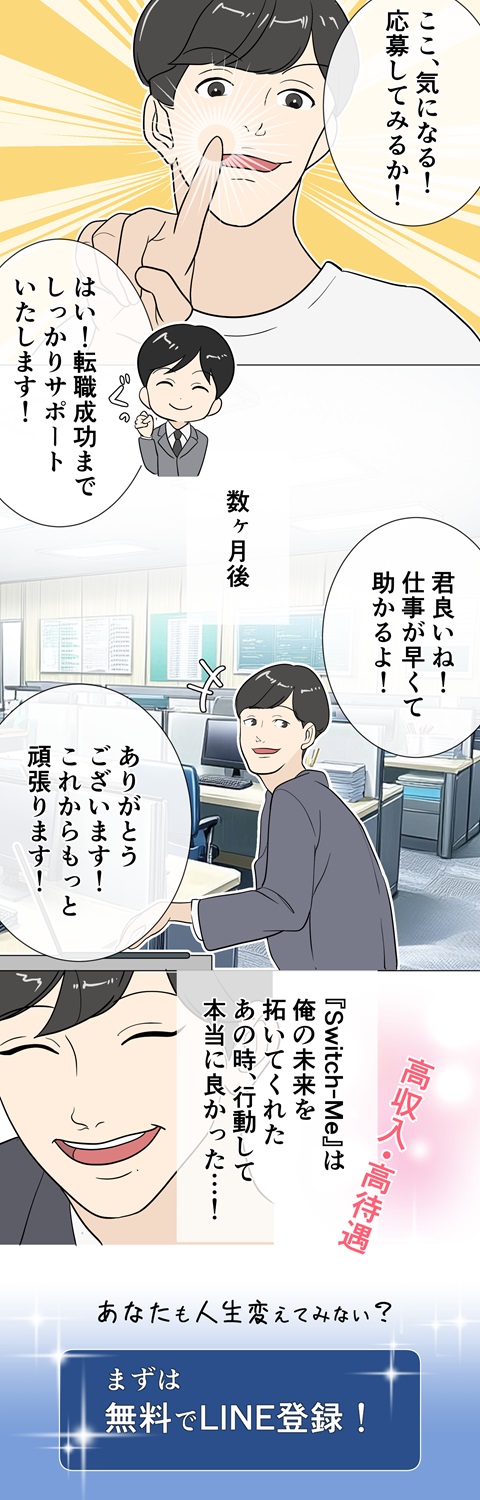 ここ、気になる！
応募してみるか！
はい！転職成功まで
しっかりサポート
いたします！
ぐっ
数ヶ月後
君良いね！
仕事が早くて
助かるよ！
ありがとう
ございます！
これからもっと
頑張ります！
『Switch-Me』は
俺の未来を
拓いてくれた
あの時、行動して
本当に良かった…！
高収入・高待遇
あなたも人生変えてみない？
まずは
無料でLINE登録！